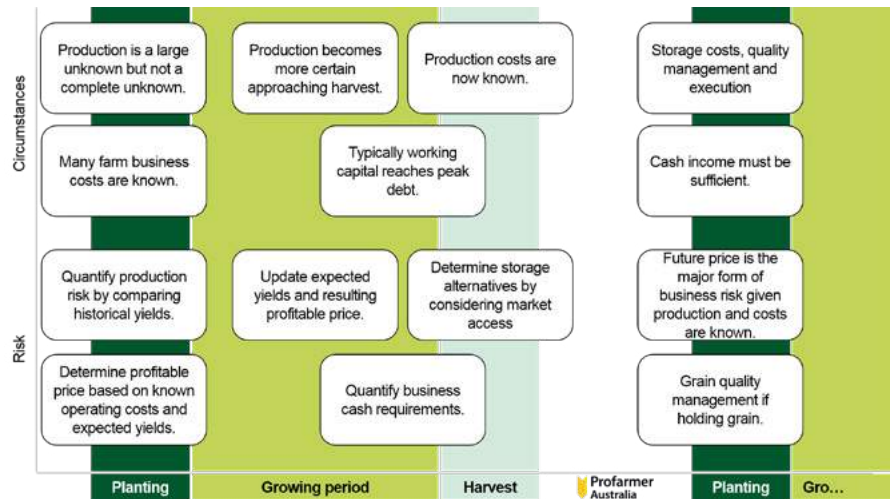 Circumstances
Production is a large
unknown but not a
complete unknown.
Production becomes
more certain
approaching harvest.
Production costs are
now known.
Storage costs, quality
management and
execution
Many farm business
costs are known.
Typically working
capital reaches peak
debt.
Cash income must be
sufficient.
Risk
Quantify production
risk by comparing
historical yields.
Update expected
yields and resulting
profitable price.
Determine storage
alternatives by
considering market
access
Future price is the
major form of
business risk given
production and costs
are known.
Determine profitable
price based on known
operating costs and
expected yields.
Quantify business
cash requirements.
Grain quality
management if
holding grain.
Planting
Growing period
Harvest
Profarmer
Australia
Planting
Gro...